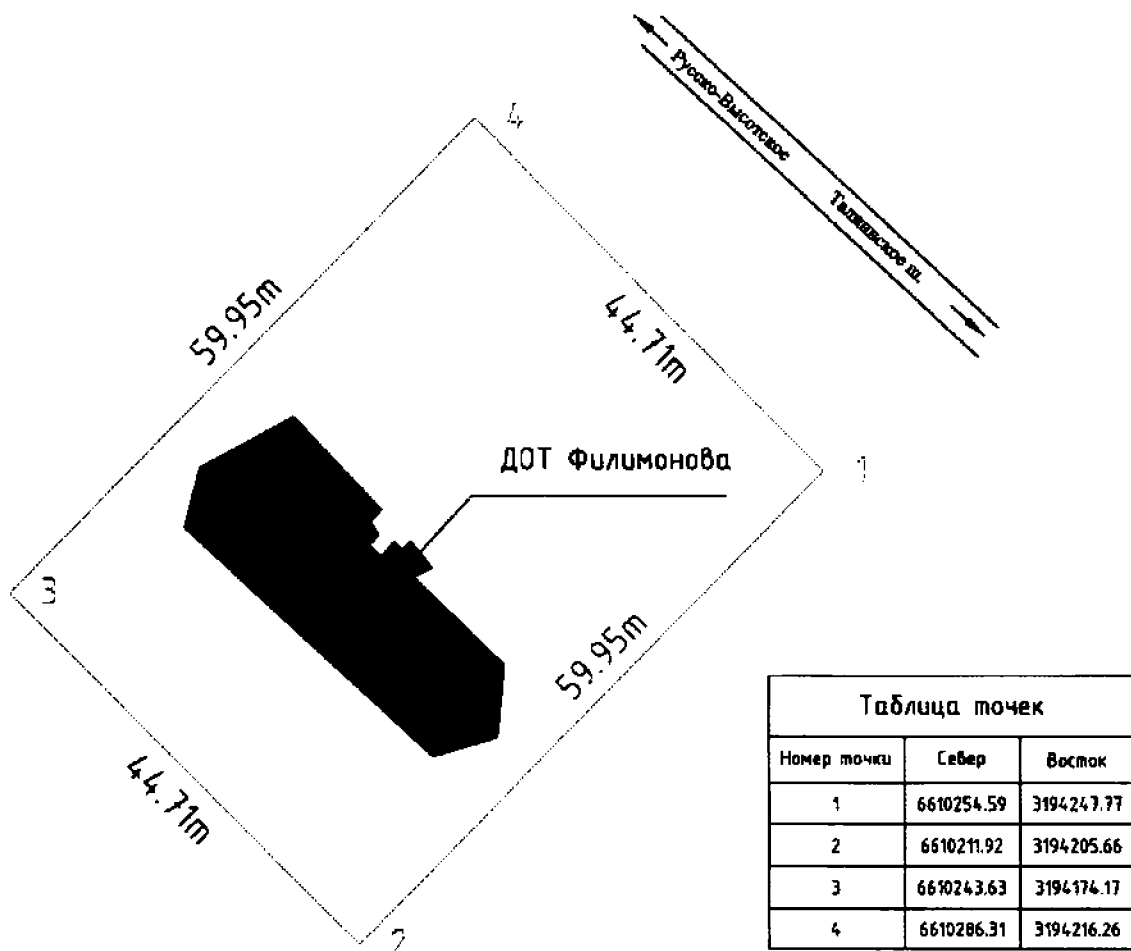 Русско-Высотское
Таллинское ш.
4
59.95m
44.71m
ДОТ Филимонова
1
3
59.95m
44.71m
2
Таблица точек
Номер точки Север Восток
1 6610254.59 3194247.77
2 6610211.92 3194205.66
3 6610243.63 3194174.17
4 6610286.31 3194216.26